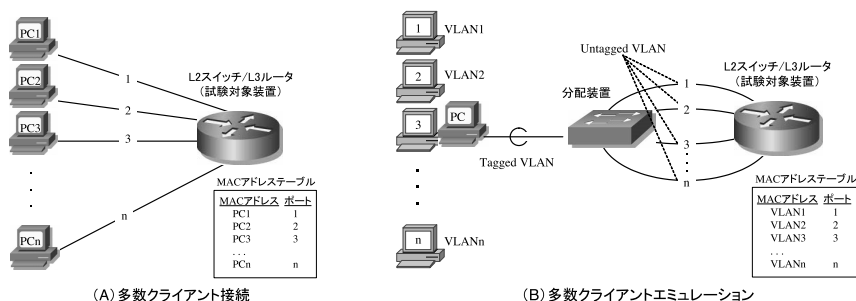 PC1
PC2
PC3
PCn
1
2
3
n
L2スイッチ/L3ルータ
（試験対象装置）
MACアドレステーブル
MACアドレス ポート
PC1 1
PC2 2
PC3 3
. . .
PCn n
(A)多数クライアント接続
1 VLAN1
2 VLAN2
3 PC
n VLANn
Tagged VLAN
分配装置
Untagged VLAN
1
2
3
n
L2スイッチ/L3ルータ
（試験対象装置）
MACアドレステーブル
MACアドレス ポート
VLAN1 1
VLAN2 2
VLAN3 3
. . .
VLANn n
(B)多数クライアントエミュレーション